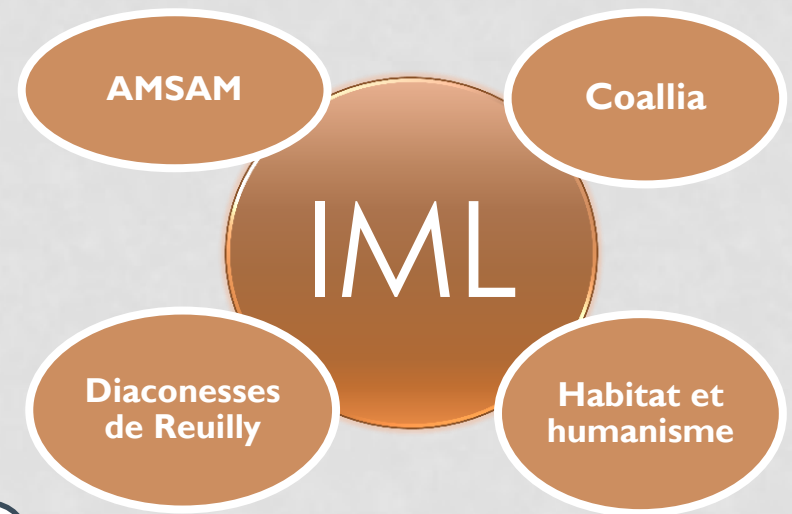 AMSAM
Coallia
IML
Diaconesses
de Reuilly
Habitat et
humanisme